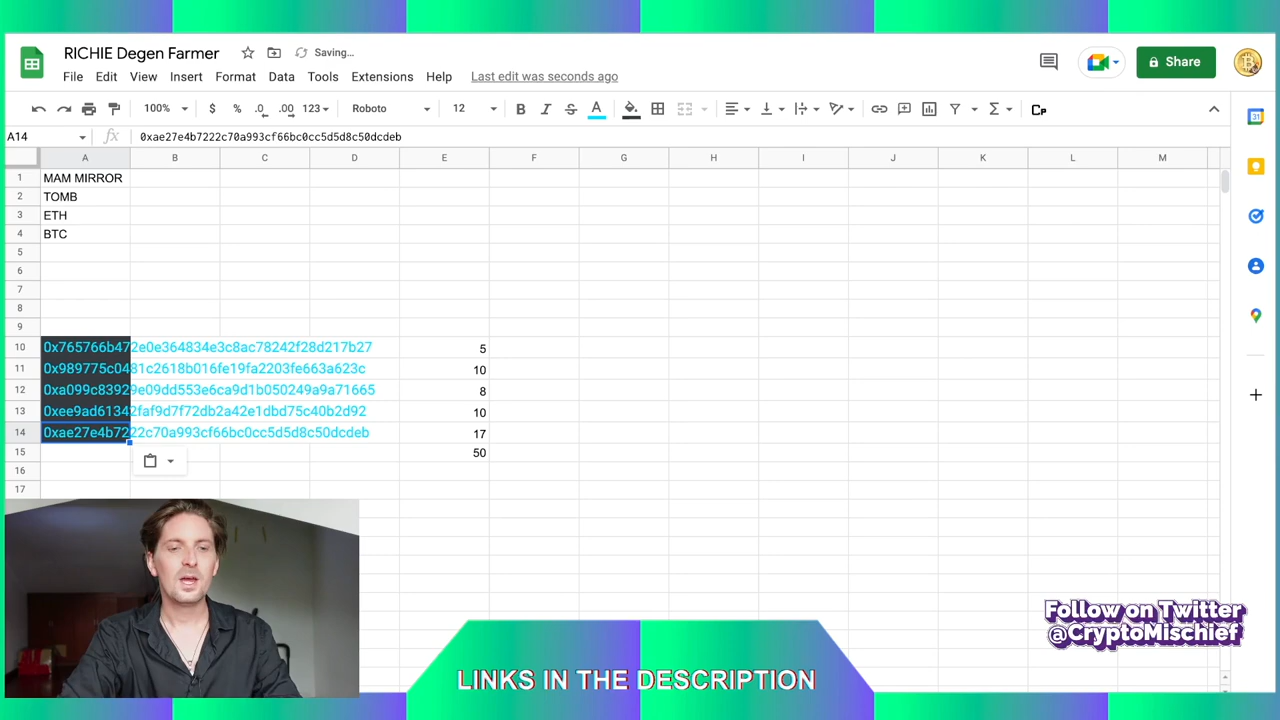 RICHIE Degen Farmer
Saving...
File Edit View Insert Format Data Tools Extensions Help Last edit was seconds ago
Share
100% $ % .0 .00 123 Roboto 12 B I S A
A14 fx 0xae27e4b7222c70a993cf66bc0cc5d5d8c50dcdeb
A B C D E F G H I J K L M
1 MAM MIRROR
2 TOMB
3 ETH
4 BTC
5
6
7
8
9
10 0x765766b472e0e364834e3c8ac78242f28d217b27 5
11 0x989775c0481c2618b016fe19fa2203fe663a623c 10
12 0xa099c83929e09dd553e6ca9d1b050249a9a71665 8
13 0xee9ad61342faf9d7f72db2a42e1dbd75c40b2d92 10
14 0xae27e4b7222c70a993cf66bc0cc5d5d8c50dcdeb 17
15 50
16
17
Follow on Twitter
@CryptoMischief
LINKS IN THE DESCRIPTION